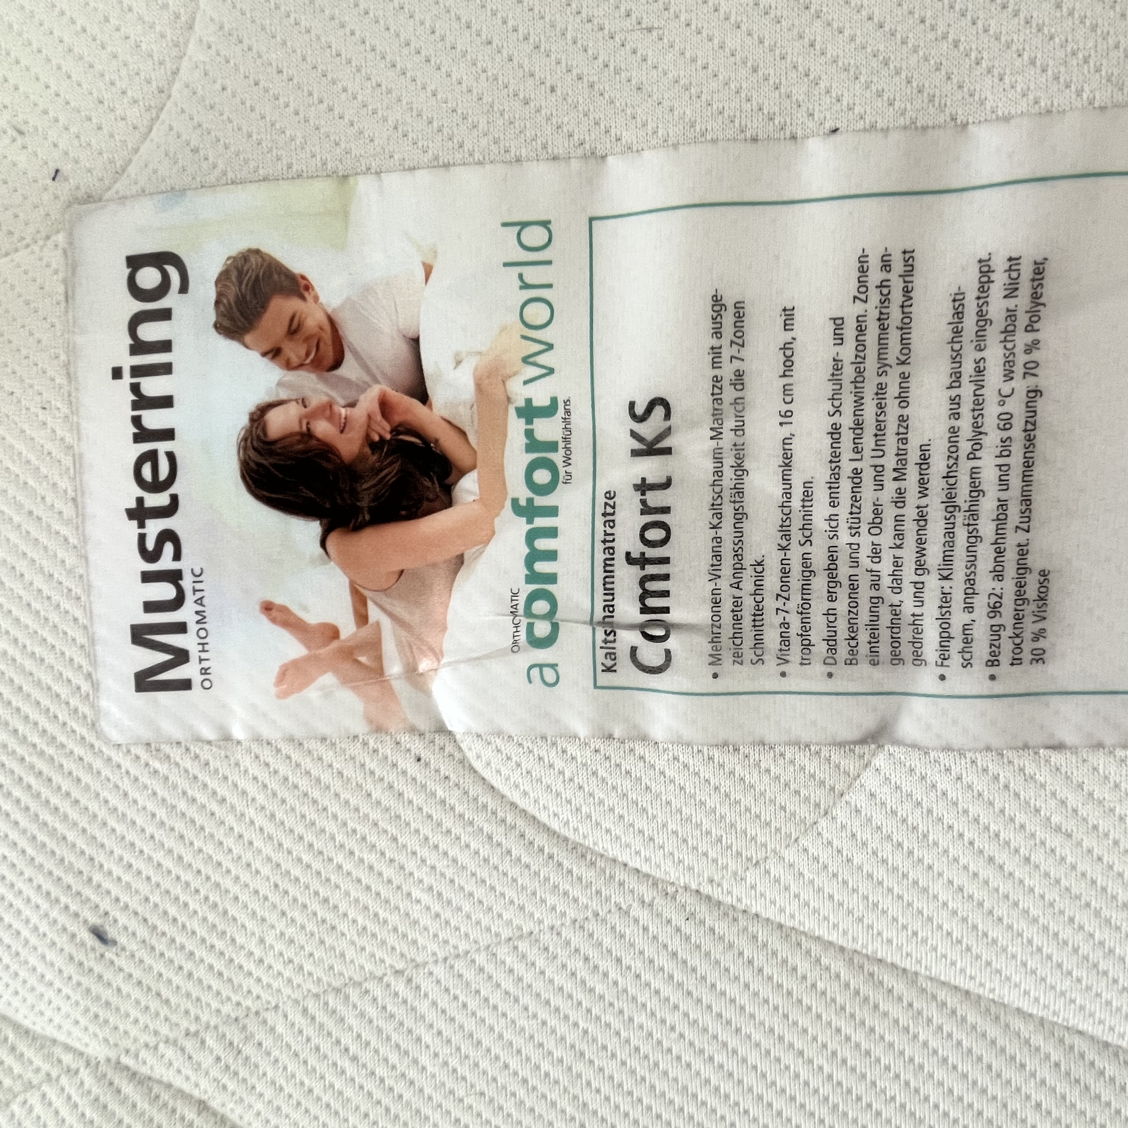 Musterring
ORTHOMATIC
ORTHOMATIC
a comfort world
für Wohlfühlfans.
Kaltschaummatratze
Comfort KS
• Mehrzonen-Vitana-Kaltschaum-Matratze mit ausge-
zeichneter Anpassungsfähigkeit durch die 7-Zonen
Schnitttechnick.
• Vitana-7-Zonen-Kaltschaumkern, 16 cm hoch, mit
tropfenförmigen Schnitten.
• Dadurch ergeben sich entlastende Schulter- und
Beckenzonen und stützende Lendenwirbelzonen. Zonen-
einteilung auf der Ober- und Unterseite symmetrisch an-
geordnet, daher kann die Matratze ohne Komfortverlust
gedreht und gewendet werden.
• Feinpolster: Klimaausgleichszone aus bauschelasti-
schem, anpassungsfähigem Polyestervlies eingesteppt.
• Bezug 962: abnehmbar und bis 60 °C waschbar. Nicht
trocknergeeignet. Zusammensetzung: 70 % Polyester,
30 % Viskose